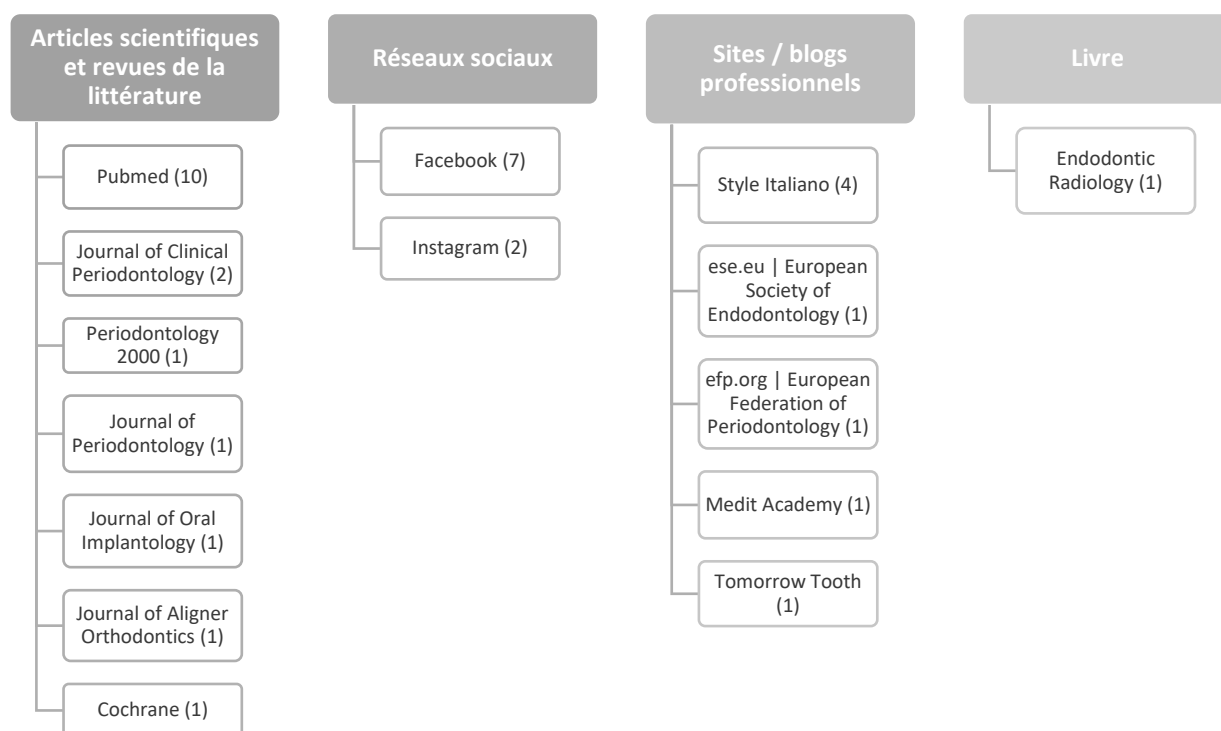 Articles scientifiques
et revues de la
littérature
Pubmed (10)
Journal of Clinical
Periodontology (2)
Periodontology
2000 (1)
Journal of
Periodontology (1)
Journal of Oral
Implantology (1)
Journal of Aligner
Orthodontics (1)
Cochrane (1)
Réseaux sociaux
Facebook (7)
Instagram (2)
Sites / blogs
professionnels
Style Italiano (4)
ese.eu | European
Society of
Endodontology (1)
efp.org | European
Federation of
Periodontology (1)
Medit Academy (1)
Tomorrow Tooth
(1)
Livre
Endodontic
Radiology (1)